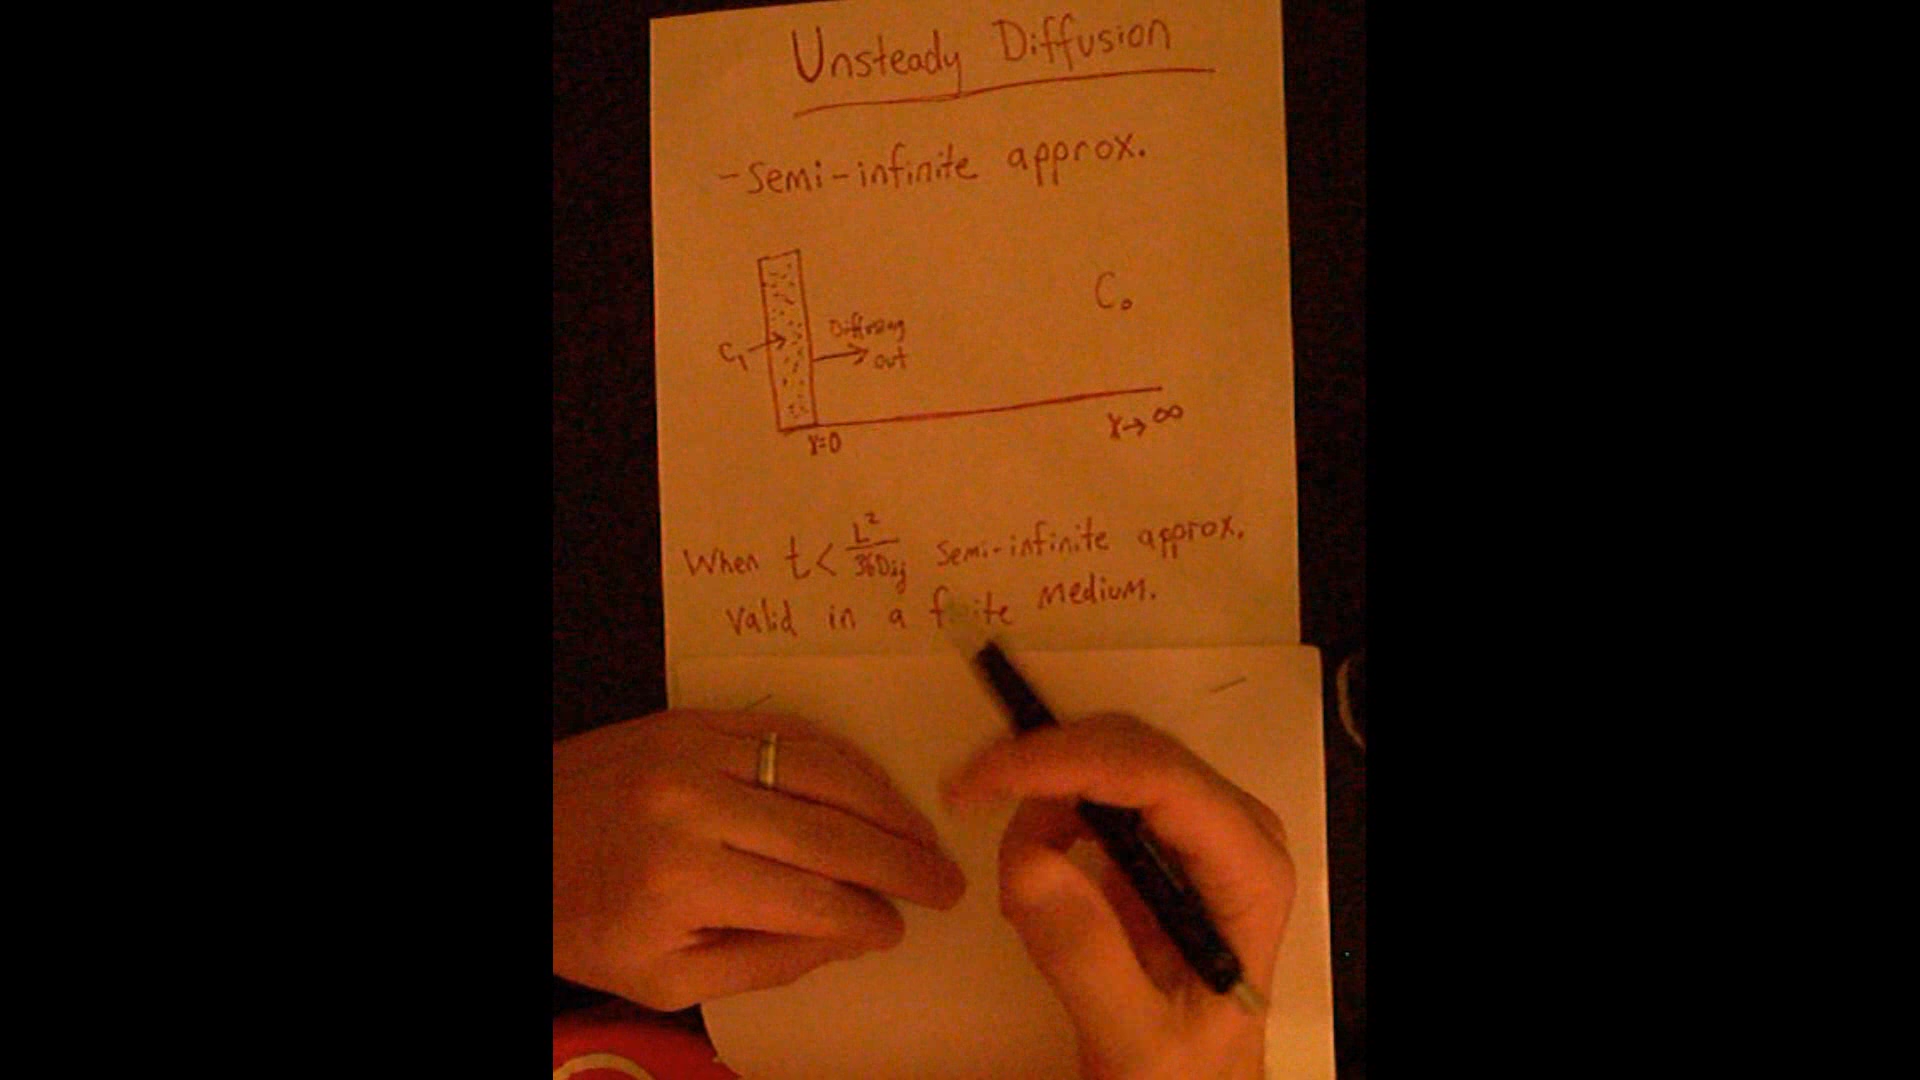 Unsteady Diffusion
- Semi-infinite approx.
C₀
C₁
Diffusing
out
x=0
x→∞
When t < L²/36Dij semi-infinite approx.
Valid in a finite medium.